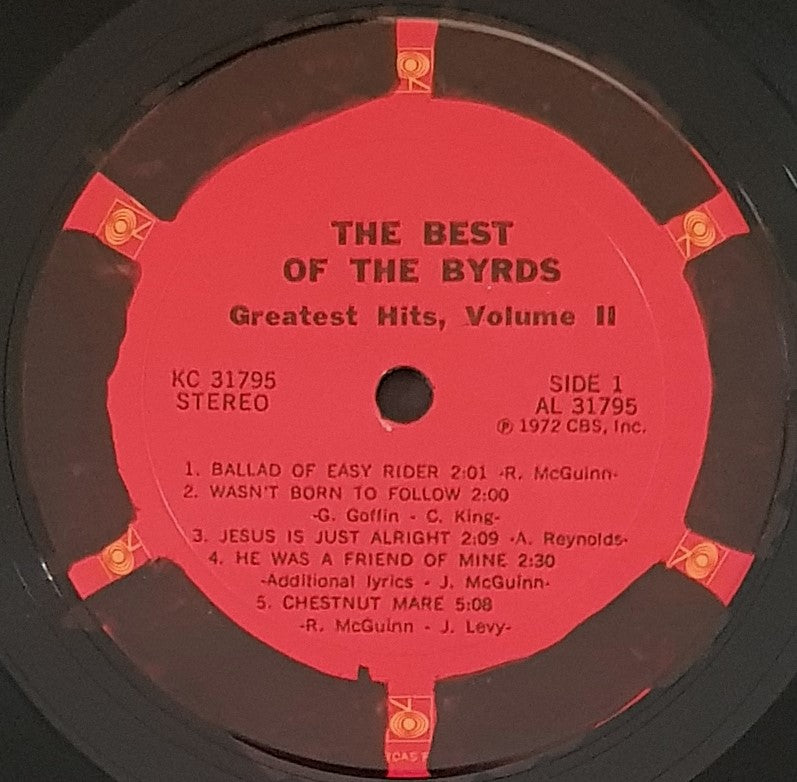 THE BEST
OF THE BYRDS
Greatest Hits, Volume II
KC 31795
STEREO
SIDE 1
AL 31795
℗ 1972 CBS, Inc.
1. BALLAD OF EASY RIDER 2:01 -R. McGuinn-
2. WASN'T BORN TO FOLLOW 2:00
-G. Goffin - C. King-
3. JESUS IS JUST ALRIGHT 2:09 -A. Reynolds-
4. HE WAS A FRIEND OF MINE 2:30
-Additional lyrics - J. McGuinn-
5. CHESTNUT MARE 5:08
-R. McGuinn - J. Levy-